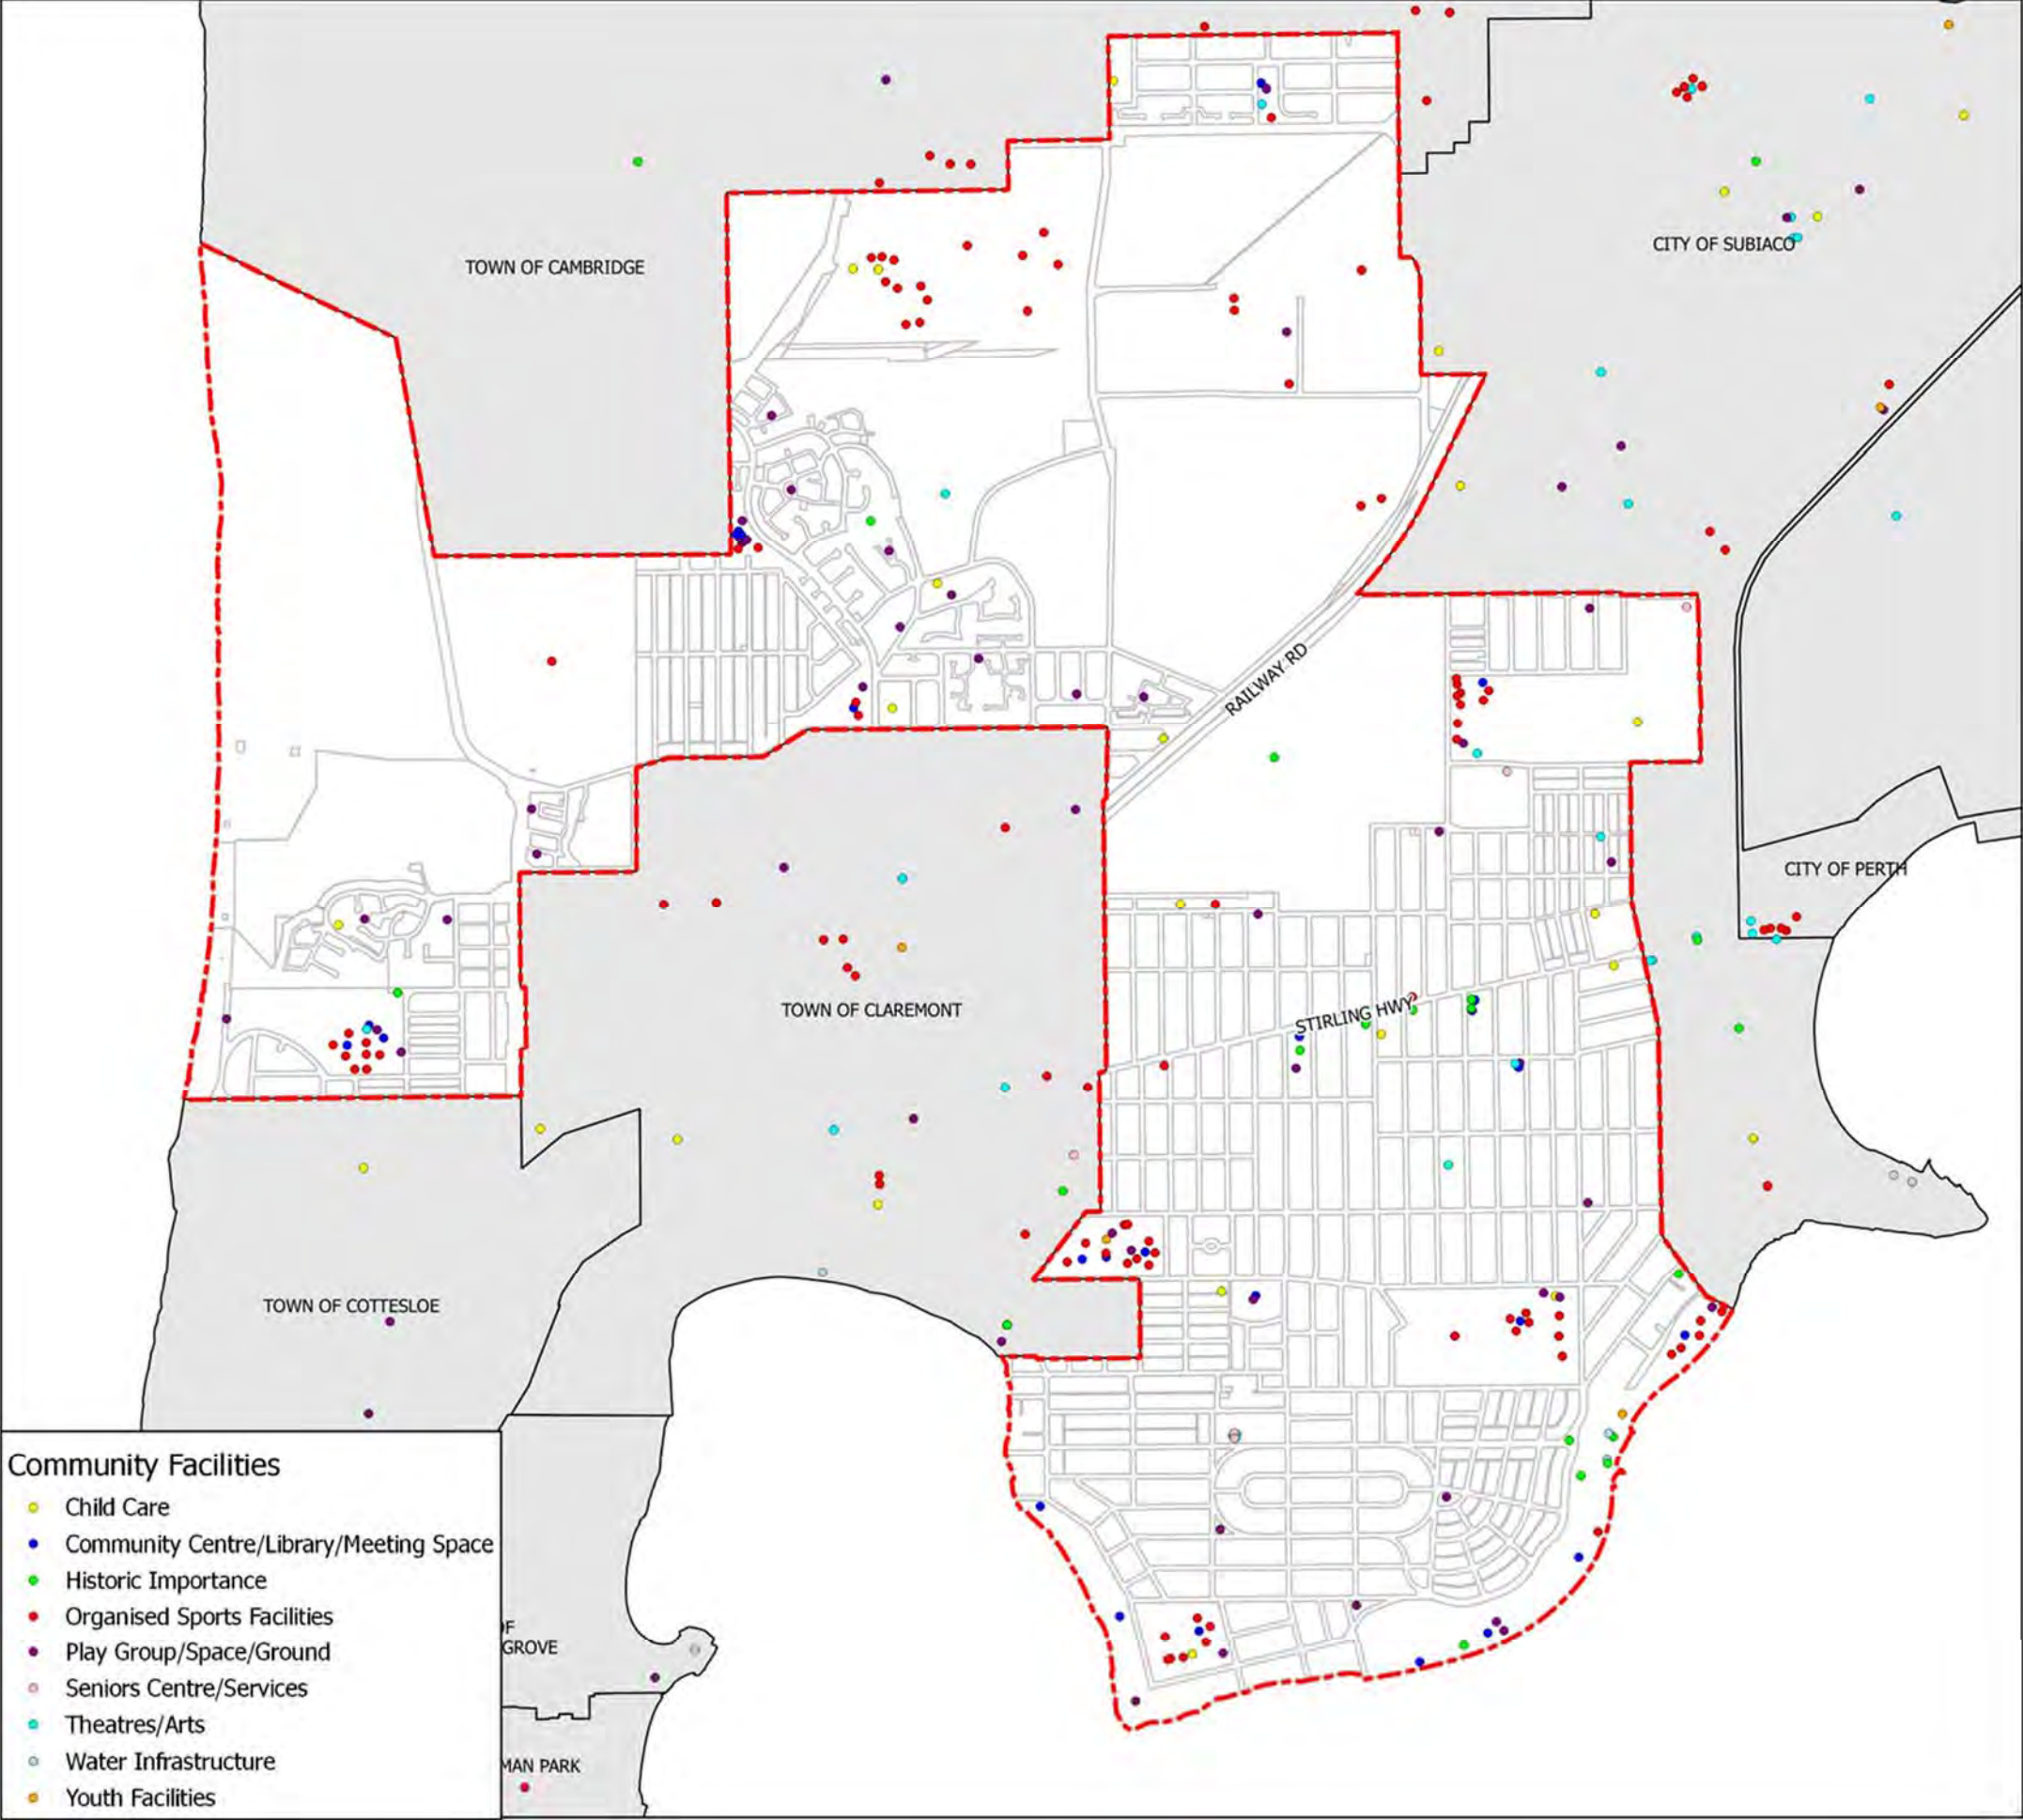 TOWN OF CAMBRIDGE
CITY OF SUBIACO
RAILWAY RD
CITY OF PERTH
STIRLING HWY
TOWN OF CLAREMONT
TOWN OF COTTESLOE
Community Facilities
Child Care
Community Centre/Library/Meeting Space
Historic Importance
Organised Sports Facilities
Play Group/Space/Ground
Seniors Centre/Services
Theatres/Arts
Water Infrastructure
Youth Facilities
OF
GROVE
MAN PARK